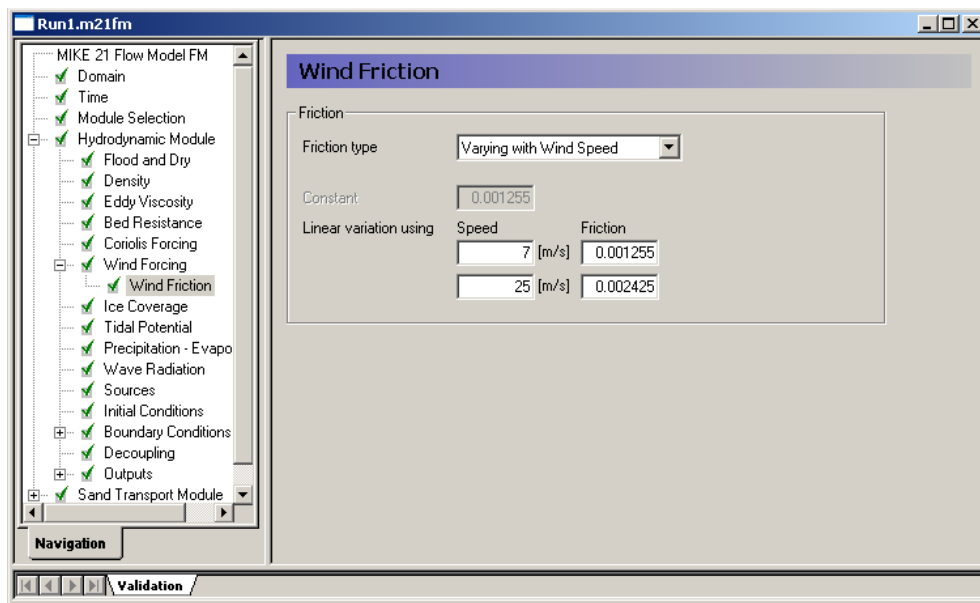 Run1.m21fm
MIKE 21 Flow Model FM
Domain
Time
Module Selection
Hydrodynamic Module
Flood and Dry
Density
Eddy Viscosity
Bed Resistance
Coriolis Forcing
Wind Forcing
Wind Friction
Ice Coverage
Tidal Potential
Precipitation - Evapo
Wave Radiation
Sources
Initial Conditions
Boundary Conditions
Decoupling
Outputs
Sand Transport Module
Navigation
Validation
Wind Friction
Friction
Friction type Varying with Wind Speed
Constant 0.001255
Linear variation using Speed Friction
7 [m/s] 0.001255
25 [m/s] 0.002425